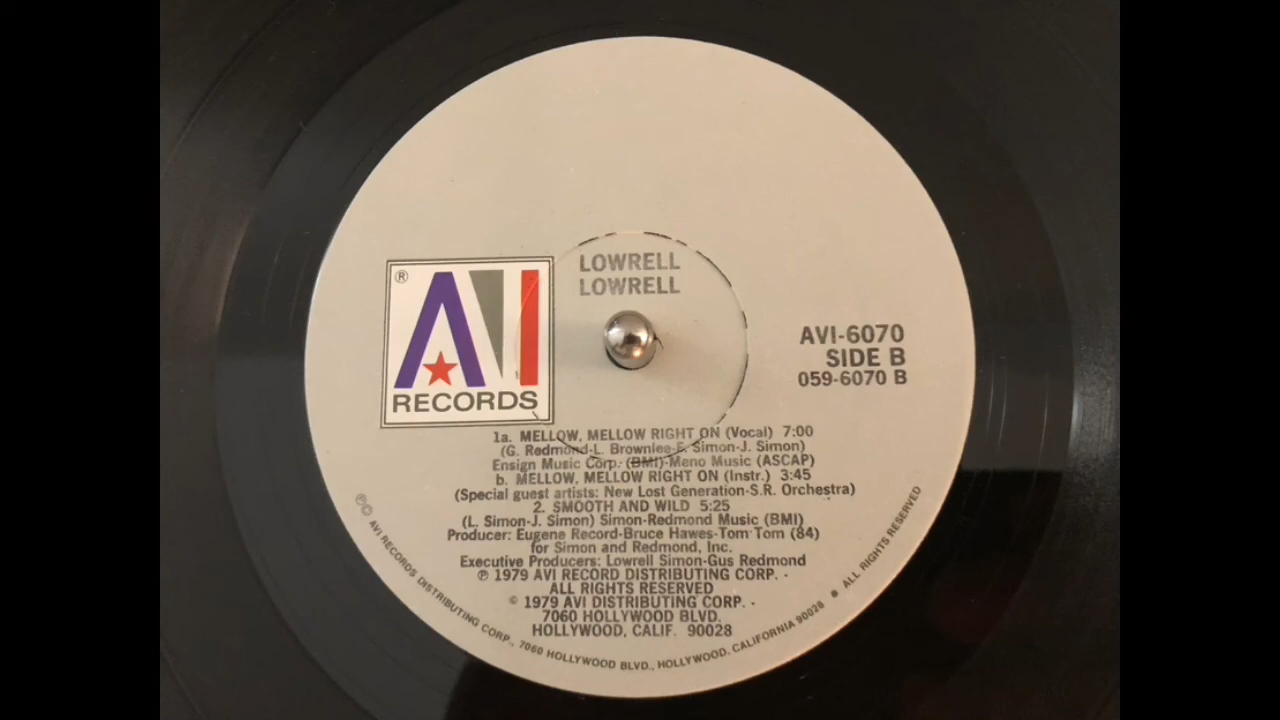 LOWRELL
LOWRELL
®
AVI
RECORDS
AVI-6070
SIDE B
059-6070 B
1a. MELLOW, MELLOW RIGHT ON (Vocal) 7:00
(G. Redmond-L. Brownlee-F. Simon-J. Simon)
Ensign Music Corp. (BMI)-Meno Music (ASCAP)
b. MELLOW, MELLOW RIGHT ON (Instr.) 3:45
(Special guest artists: New Lost Generation-S.R. Orchestra)
2. SMOOTH AND WILD 5:25
(L. Simon-J. Simon) Simon-Redmond Music (BMI)
Producer: Eugene Record-Bruce Hawes-Tom Tom (84)
for Simon and Redmond, Inc.
Executive Producers: Lowrell Simon-Gus Redmond
℗ 1979 AVI RECORD DISTRIBUTING CORP.
ALL RIGHTS RESERVED
© 1979 AVI DISTRIBUTING CORP.
7060 HOLLYWOOD BLVD.
HOLLYWOOD, CALIF. 90028
℗© AVI RECORDS DISTRIBUTING CORP., 7060 HOLLYWOOD BLVD., HOLLYWOOD, CALIFORNIA 90028 ● ALL RIGHTS RESERVED